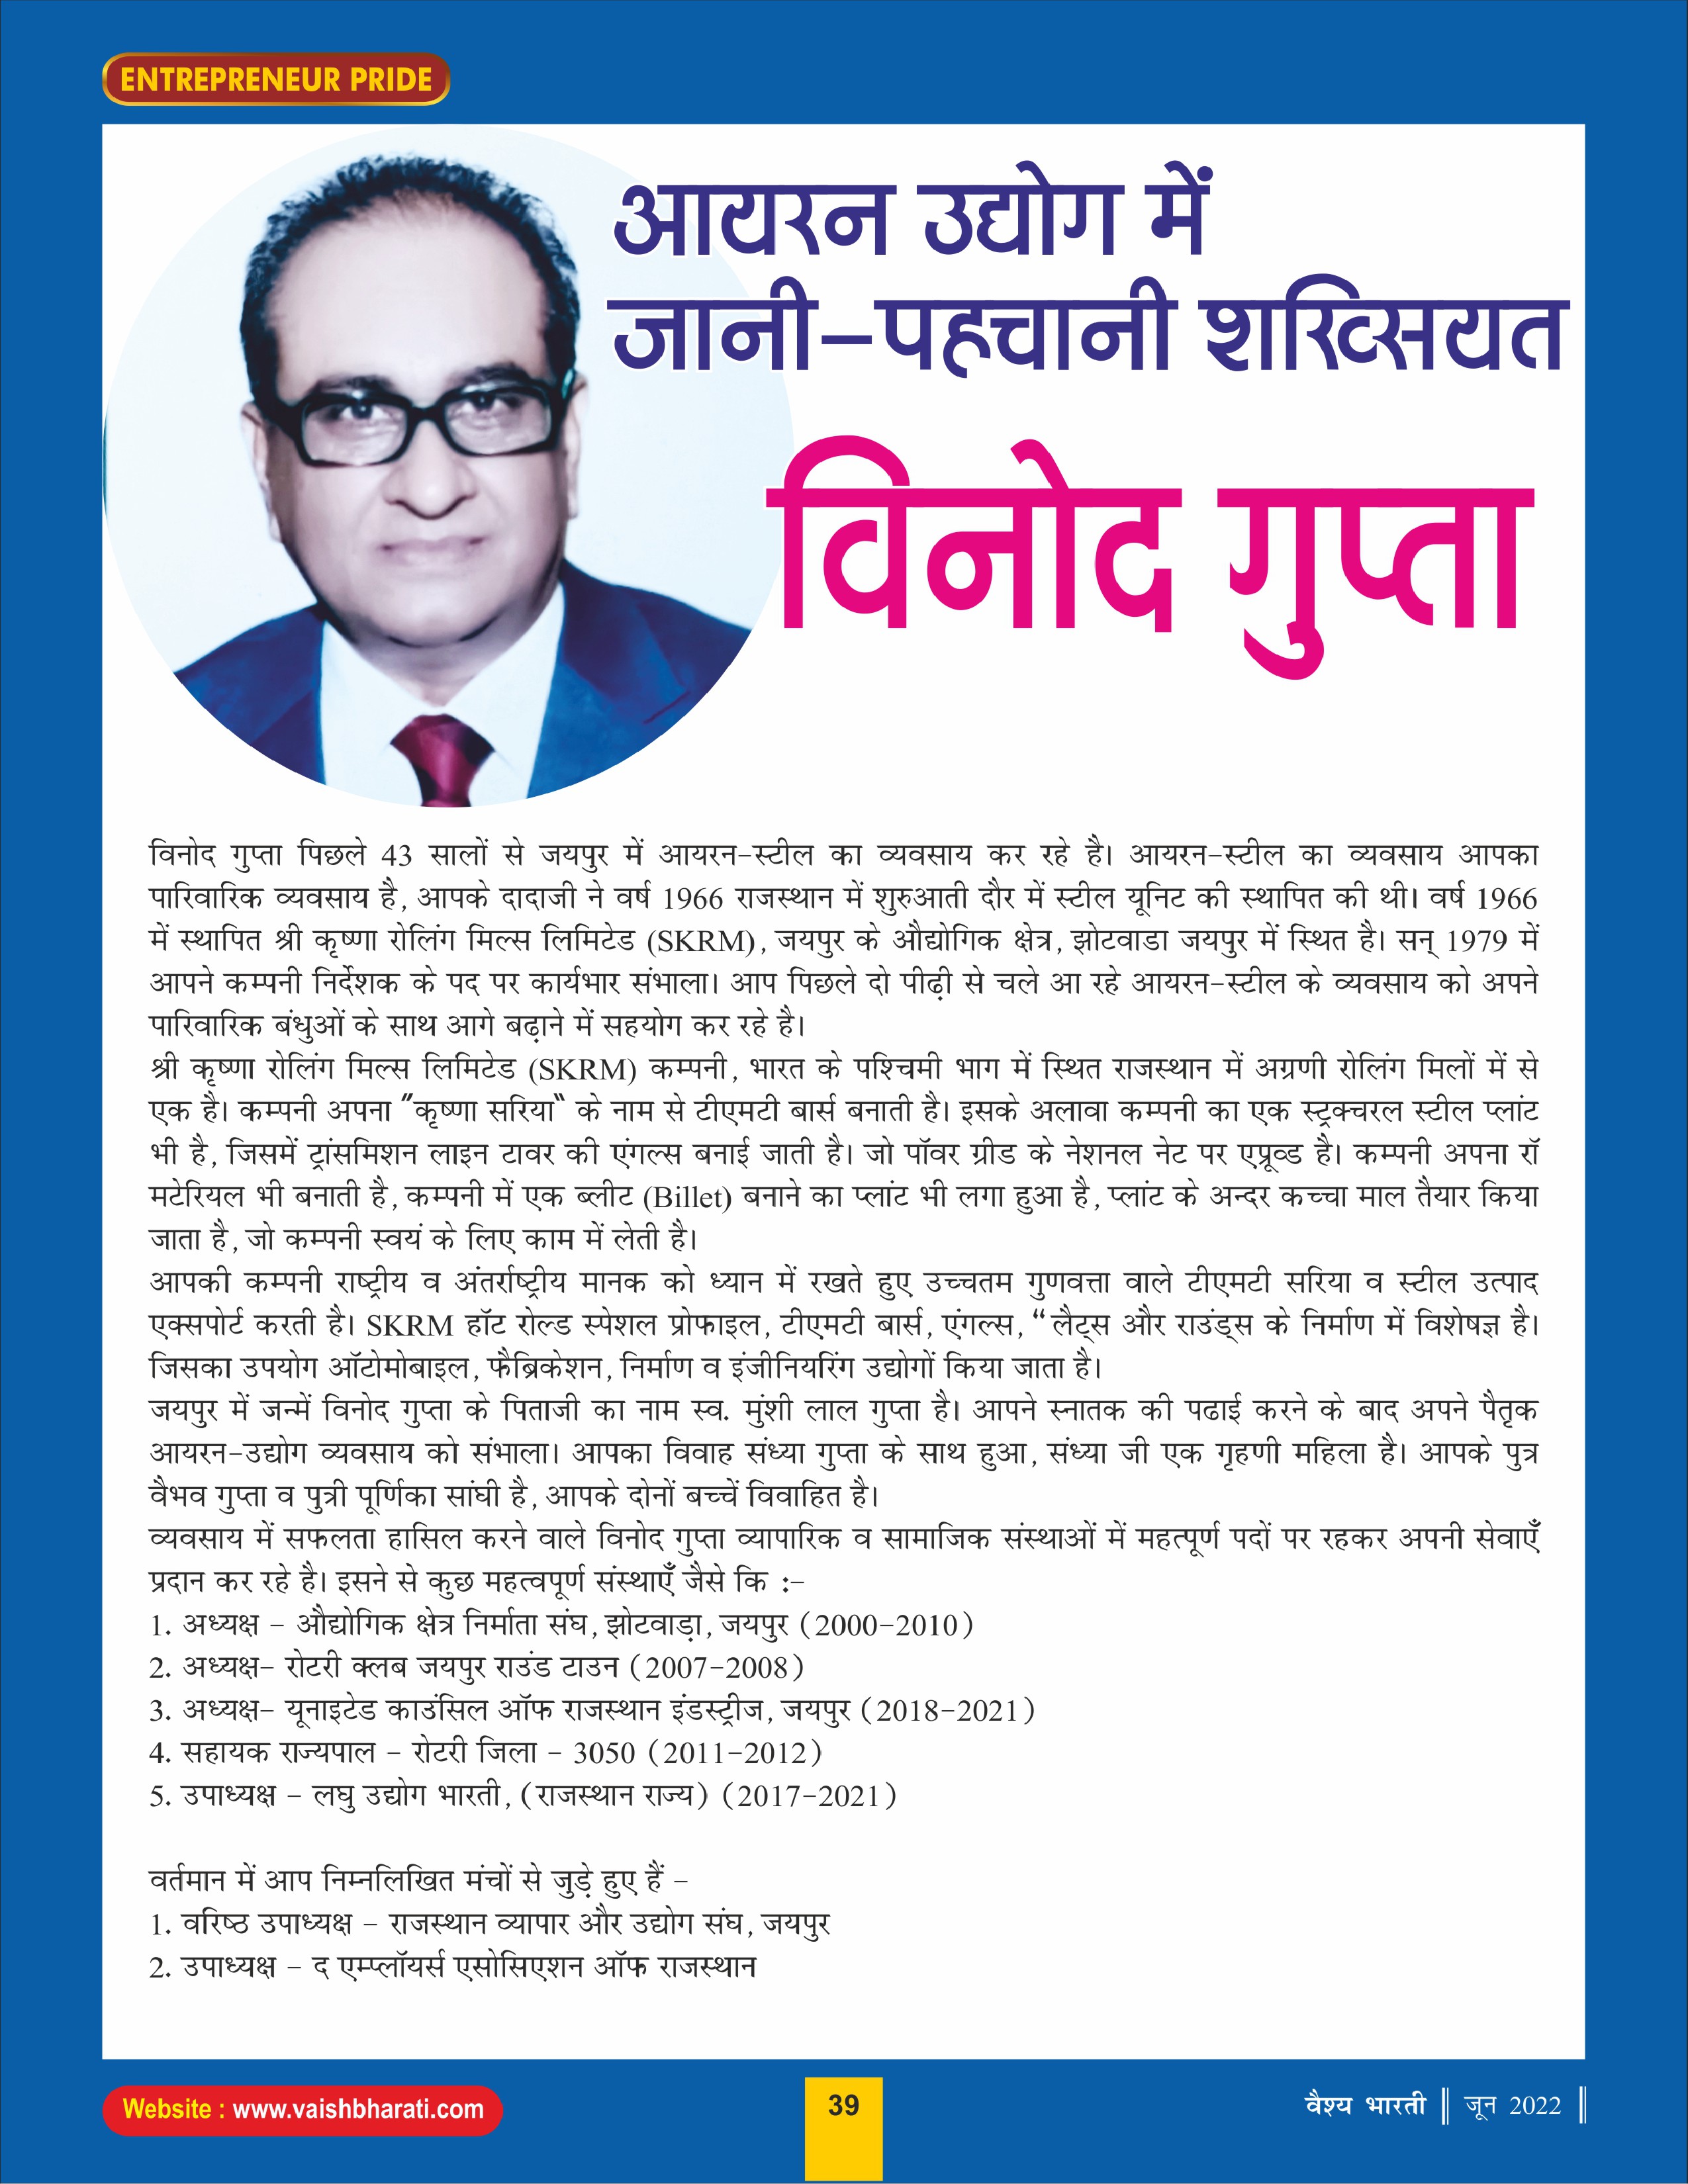 ENTREPRENEUR PRIDE
आयरन उद्योग में
जानी-पहचानी शख्सियत
विनोद गुप्ता
विनोद गुप्ता पिछले 43 सालों से जयपुर में आयरन-स्टील का व्यवसाय कर रहे है। आयरन-स्टील का व्यवसाय आपका
पारिवारिक व्यवसाय है, आपके दादाजी ने वर्ष 1966 राजस्थान में शुरुआती दौर में स्टील यूनिट की स्थापित की थी। वर्ष 1966
में स्थापित श्री कृष्णा रोलिंग मिल्स लिमिटेड (SKRM), जयपुर के औद्योगिक क्षेत्र, झोटवाडा जयपुर में स्थित है। सन् 1979 में
आपने कम्पनी निर्देशक के पद पर कार्यभार संभाला। आप पिछले दो पीढ़ी से चले आ रहे आयरन-स्टील के व्यवसाय को अपने
पारिवारिक बंधुओं के साथ आगे बढ़ाने में सहयोग कर रहे है।
श्री कृष्णा रोलिंग मिल्स लिमिटेड (SKRM) कम्पनी, भारत के पश्चिमी भाग में स्थित राजस्थान में अग्रणी रोलिंग मिलों में से
एक है। कम्पनी अपना "कृष्णा सरिया" के नाम से टीएमटी बार्स बनाती है। इसके अलावा कम्पनी का एक स्ट्रक्चरल स्टील प्लांट
भी है, जिसमें ट्रांसमिशन लाइन टावर की एंगल्स बनाई जाती है। जो पॉवर ग्रीड के नेशनल नेट पर एप्रूव्ड है। कम्पनी अपना रॉ
मटेरियल भी बनाती है, कम्पनी में एक ब्लीट (Billet) बनाने का प्लांट भी लगा हुआ है, प्लांट के अन्दर कच्चा माल तैयार किया
जाता है, जो कम्पनी स्वयं के लिए काम में लेती है।
आपकी कम्पनी राष्ट्रीय व अंतर्राष्ट्रीय मानक को ध्यान में रखते हुए उच्चतम गुणवत्ता वाले टीएमटी सरिया व स्टील उत्पाद
एक्सपोर्ट करती है। SKRM हॉट रोल्ड स्पेशल प्रोफाइल, टीएमटी बार्स, एंगल्स, “लैट्स और राउंड्स के निर्माण में विशेषज्ञ है।
जिसका उपयोग ऑटोमोबाइल, फैब्रिकेशन, निर्माण व इंजीनियरिंग उद्योगों किया जाता है।
जयपुर में जन्में विनोद गुप्ता के पिताजी का नाम स्व. मुंशी लाल गुप्ता है। आपने स्नातक की पढाई करने के बाद अपने पैतृक
आयरन-उद्योग व्यवसाय को संभाला। आपका विवाह संध्या गुप्ता के साथ हुआ, संध्या जी एक गृहणी महिला है। आपके पुत्र
वैभव गुप्ता व पुत्री पूर्णिका सांघी है, आपके दोनों बच्चें विवाहित है।
व्यवसाय में सफलता हासिल करने वाले विनोद गुप्ता व्यापारिक व सामाजिक संस्थाओं में महत्पूर्ण पदों पर रहकर अपनी सेवाएँ
प्रदान कर रहे है। इसने से कुछ महत्वपूर्ण संस्थाएँ जैसे कि :-
1. अध्यक्ष - औद्योगिक क्षेत्र निर्माता संघ, झोटवाड़ा, जयपुर (2000-2010)
2. अध्यक्ष- रोटरी क्लब जयपुर राउंड टाउन (2007-2008)
3. अध्यक्ष- यूनाइटेड काउंसिल ऑफ राजस्थान इंडस्ट्रीज, जयपुर (2018-2021)
4. सहायक राज्यपाल - रोटरी जिला - 3050 (2011-2012)
5. उपाध्यक्ष - लघु उद्योग भारती, (राजस्थान राज्य) (2017-2021)
वर्तमान में आप निम्नलिखित मंचों से जुड़े हुए हैं -
1. वरिष्ठ उपाध्यक्ष - राजस्थान व्यापार और उद्योग संघ, जयपुर
2. उपाध्यक्ष - द एम्प्लॉयर्स एसोसिएशन ऑफ राजस्थान
Website : www.vaishbharati.com
39
वैश्य भारती || जून 2022 ||